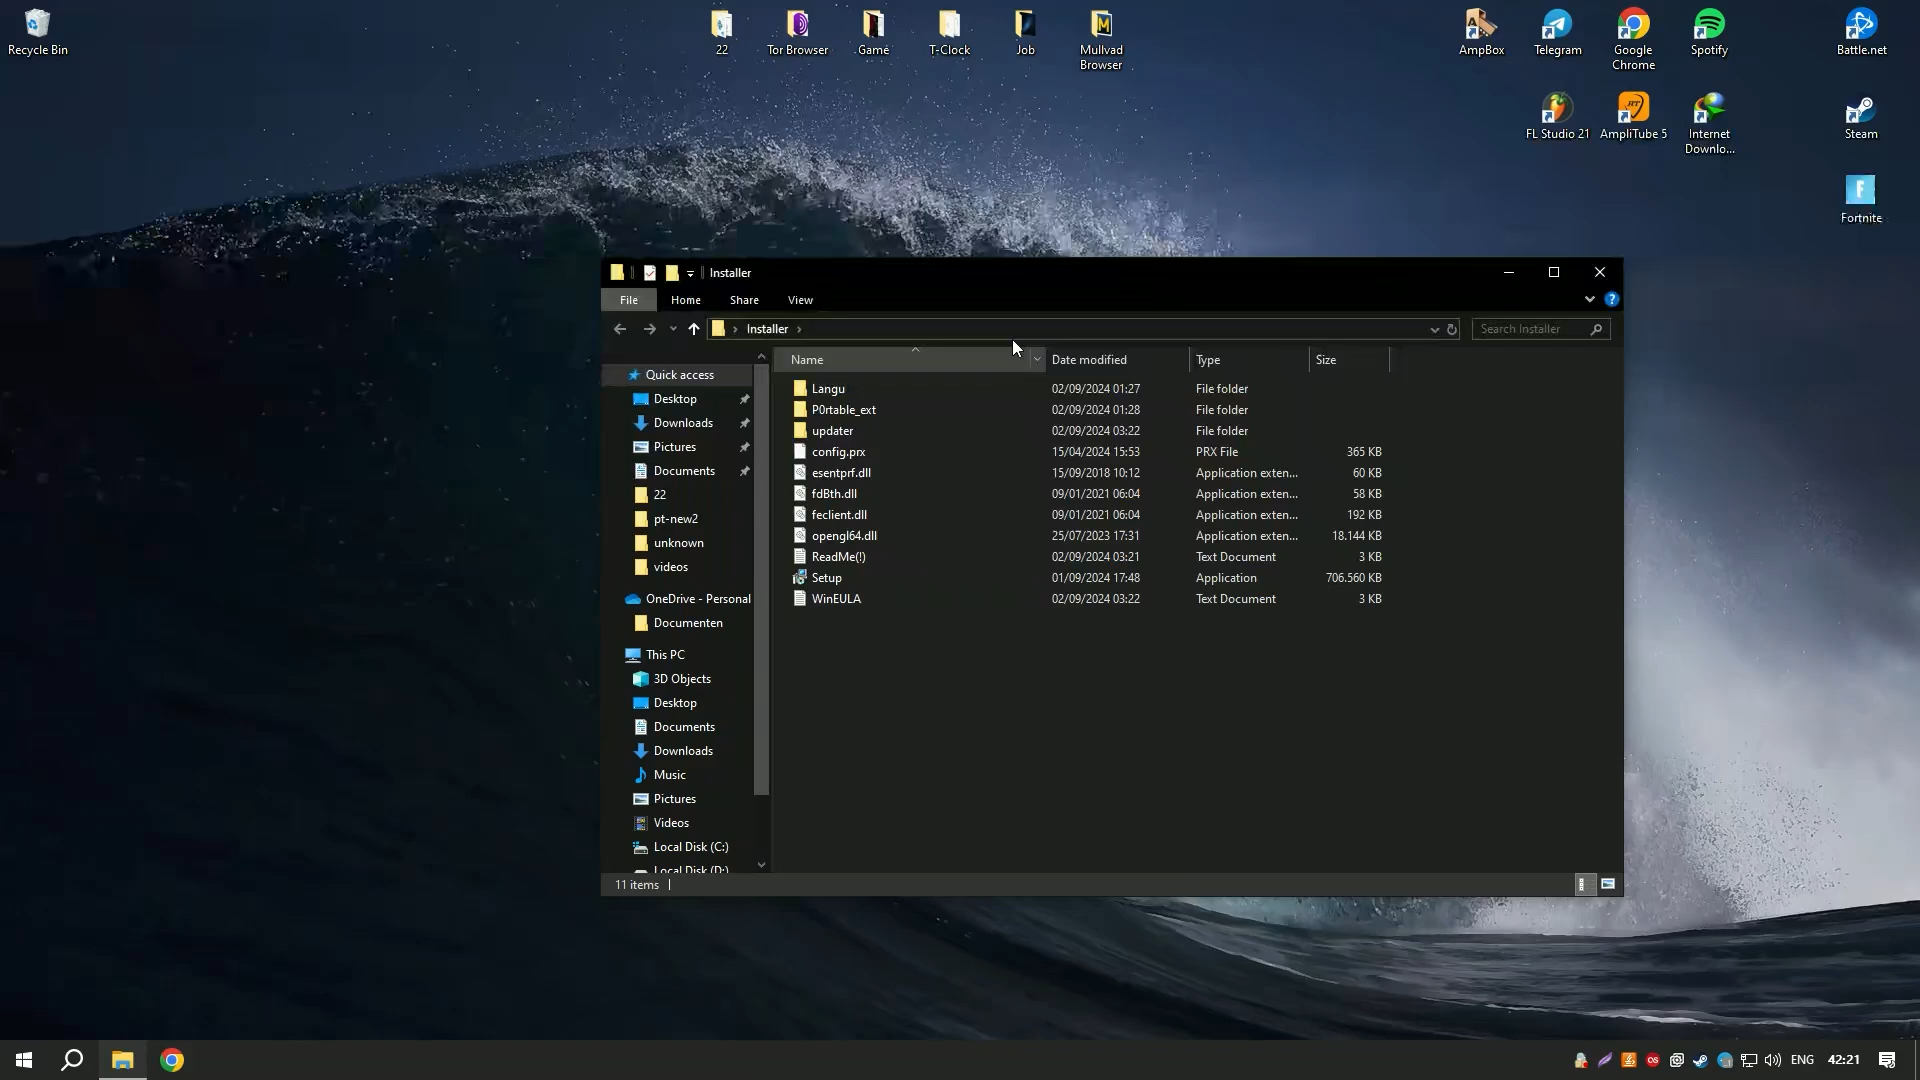 Recycle Bin
22
Tor Browser
Game
T-Clock
Job
Mullvad
Browser
AmpBox
Telegram
Google
Chrome
Spotify
Battle.net
FL Studio 21
AmpliTube 5
Internet
Downlo...
Steam
Fortnite
Installer
File
Home
Share
View
Installer
Search Installer
Name
Date modified
Type
Size
Quick access
Desktop
Downloads
Pictures
Documents
22
pt-new2
unknown
videos
OneDrive - Personal
Documenten
This PC
3D Objects
Desktop
Documents
Downloads
Music
Pictures
Videos
Local Disk (C:)
Local Disk (D:)
Langu 02/09/2024 01:27 File folder
P0rtable_ext 02/09/2024 01:28 File folder
updater 02/09/2024 03:22 File folder
config.prx 15/04/2024 15:53 PRX File 365 KB
esentprf.dll 15/09/2018 10:12 Application exten... 60 KB
fdBth.dll 09/01/2021 06:04 Application exten... 58 KB
feclient.dll 09/01/2021 06:04 Application exten... 192 KB
opengl64.dll 25/07/2023 17:31 Application exten... 18.144 KB
ReadMe(!) 02/09/2024 03:21 Text Document 3 KB
Setup 01/09/2024 17:48 Application 706.560 KB
WinEULA 02/09/2024 03:22 Text Document 3 KB
11 items
ENG
42:21